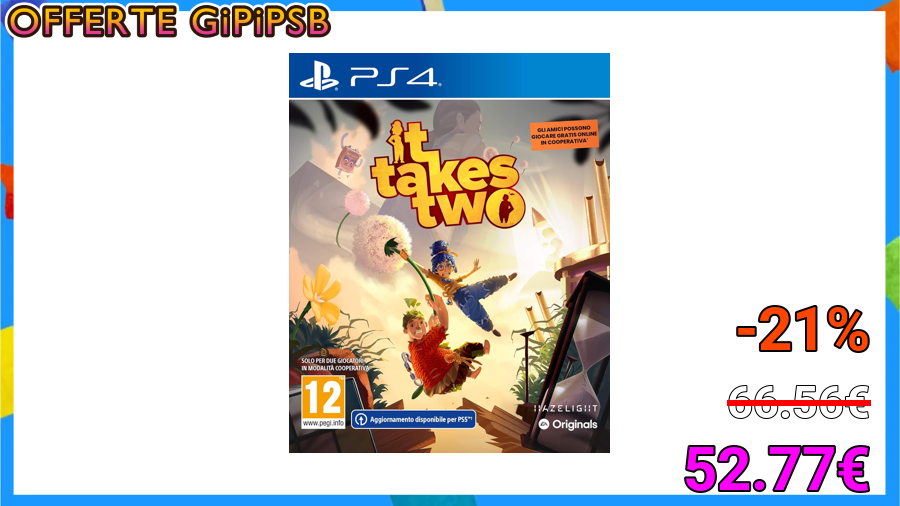 OFFERTE GiPiPSB
PS4
GLI AMICI POSSONO
GIOCARE GRATIS ONLINE
IN COOPERATIVA*
it
takes
two
SOLO PER DUE GIOCATORI
IN MODALITÀ COOPERATIVA
12
www.pegi.info
Aggiornamento disponibile per PS5™*¹
HAZELIGHT
EA Originals
-21%
66.56€
52.77€